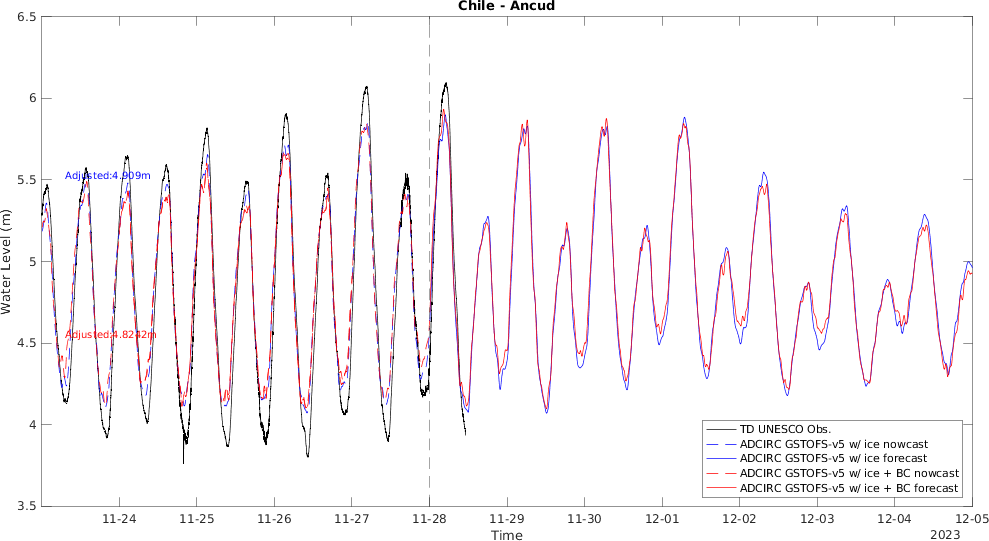 Chile - Ancud
6.5
6
5.5
5
4.5
4
3.5
Water Level (m)
Adjusted:4.909m
Adjusted:4.8242m
TD UNESCO Obs.
ADCIRC GSTOFS-v5 w/ ice nowcast
ADCIRC GSTOFS-v5 w/ ice forecast
ADCIRC GSTOFS-v5 w/ ice + BC nowcast
ADCIRC GSTOFS-v5 w/ ice + BC forecast
11-24 11-25 11-26 11-27 11-28 11-29 11-30 12-01 12-02 12-03 12-04 12-05
Time
2023